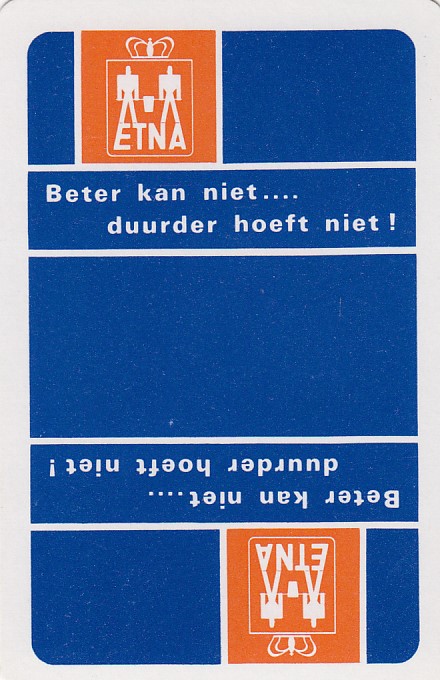 ETNA
Beter kan niet....
duurder hoeft niet !
Beter kan niet....
duurder hoeft niet !
ETNA